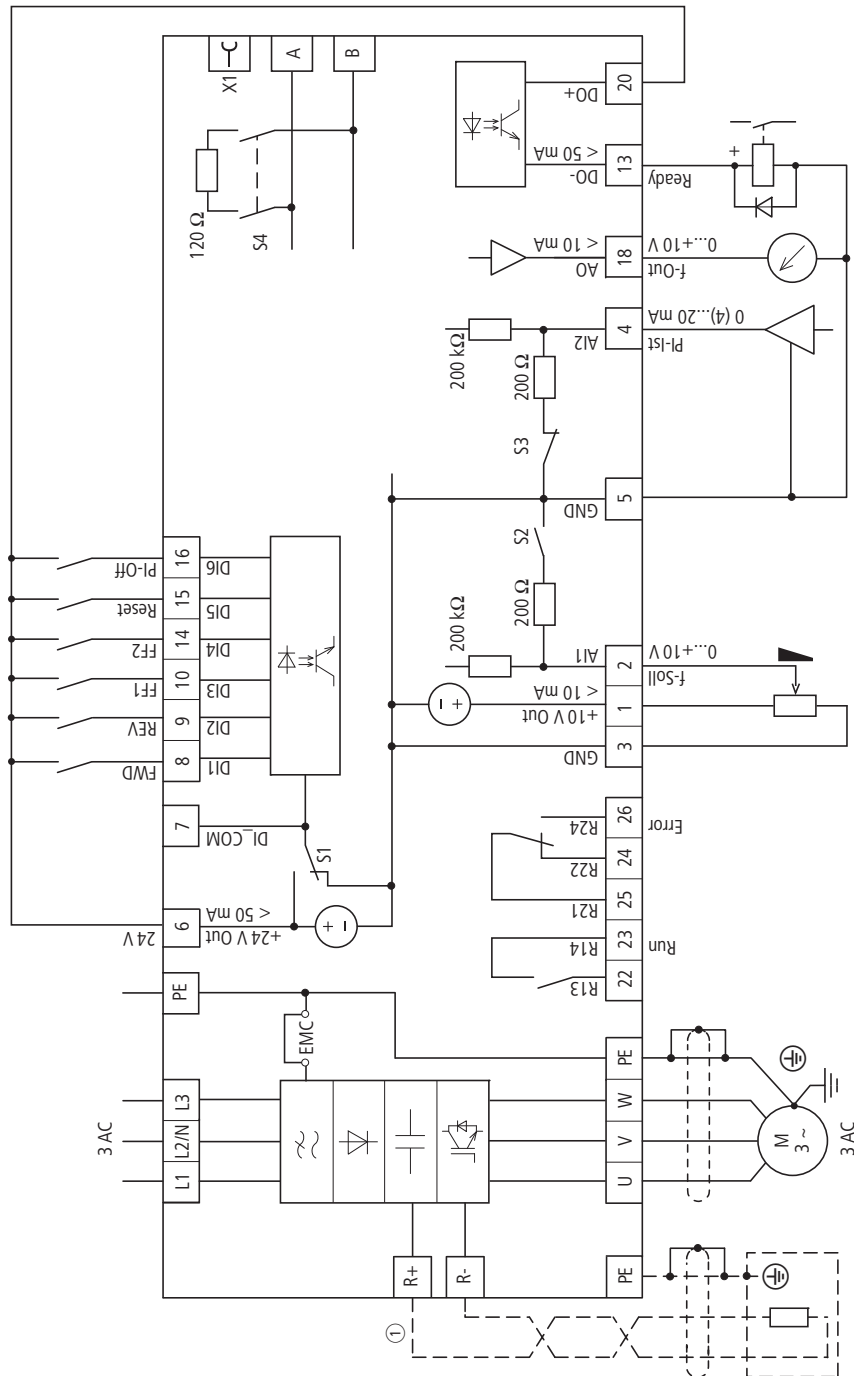 3 AC
L1
L2/N
L3
PE
EMC
24 V
6
+24 V Out
< 50 mA
S1
7
DI_COM
FWD
8
DI1
REV
9
DI2
FF1
10
DI3
FF2
14
DI4
Reset
15
DI5
PI-Off
16
DI6
X1
A
B
120 Ω
S4
R+
R-
①
PE
U
V
W
PE
M
3 ~
3 AC
R13
22
R14
23
Run
R21
25
R22
24
R24
26
Error
GND
3
+10 V Out
< 10 mA
1
AI1
2
f-Soll
0...+10 V
200 kΩ
200 Ω
S2
GND
5
S3
200 Ω
200 kΩ
AI2
4
PI-Ist
0 (4)...20 mA
AO
< 10 mA
18
f-Out
0...+10 V
DO-
< 50 mA
13
Ready
DO+
20
+
+
-
+
-